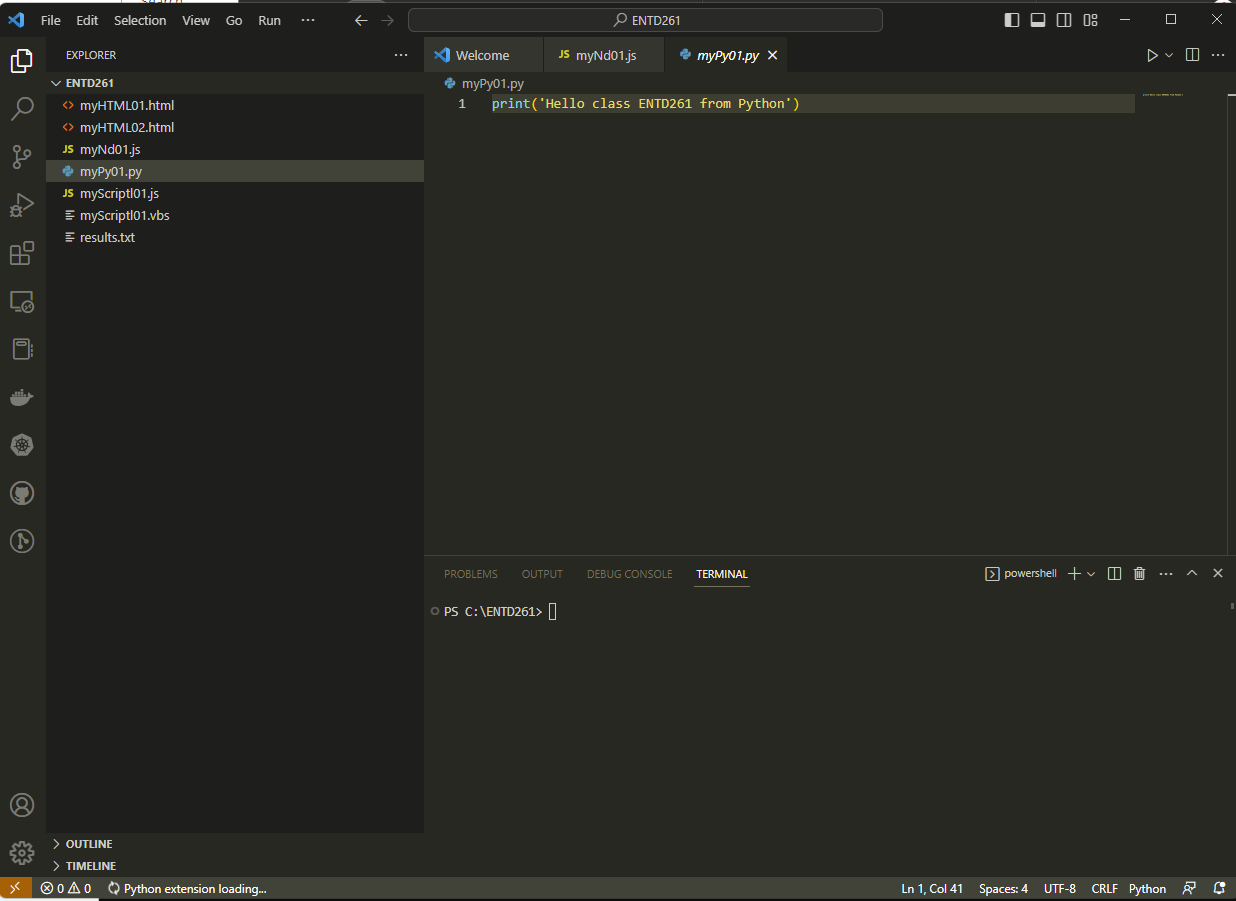 File Edit Selection View Go Run ··· ENTD261
EXPLORER ···
Welcome JS myNd01.js myPy01.py
ENTD261
myHTML01.html
myHTML02.html
JS myNd01.js
myPy01.py
JS myScriptl01.js
myScriptl01.vbs
results.txt
myPy01.py
1 print('Hello class ENTD261 from Python')
PROBLEMS OUTPUT DEBUG CONSOLE TERMINAL powershell
PS C:\ENTD261>
OUTLINE
TIMELINE
0 0 Python extension loading... Ln 1, Col 41 Spaces: 4 UTF-8 CRLF Python